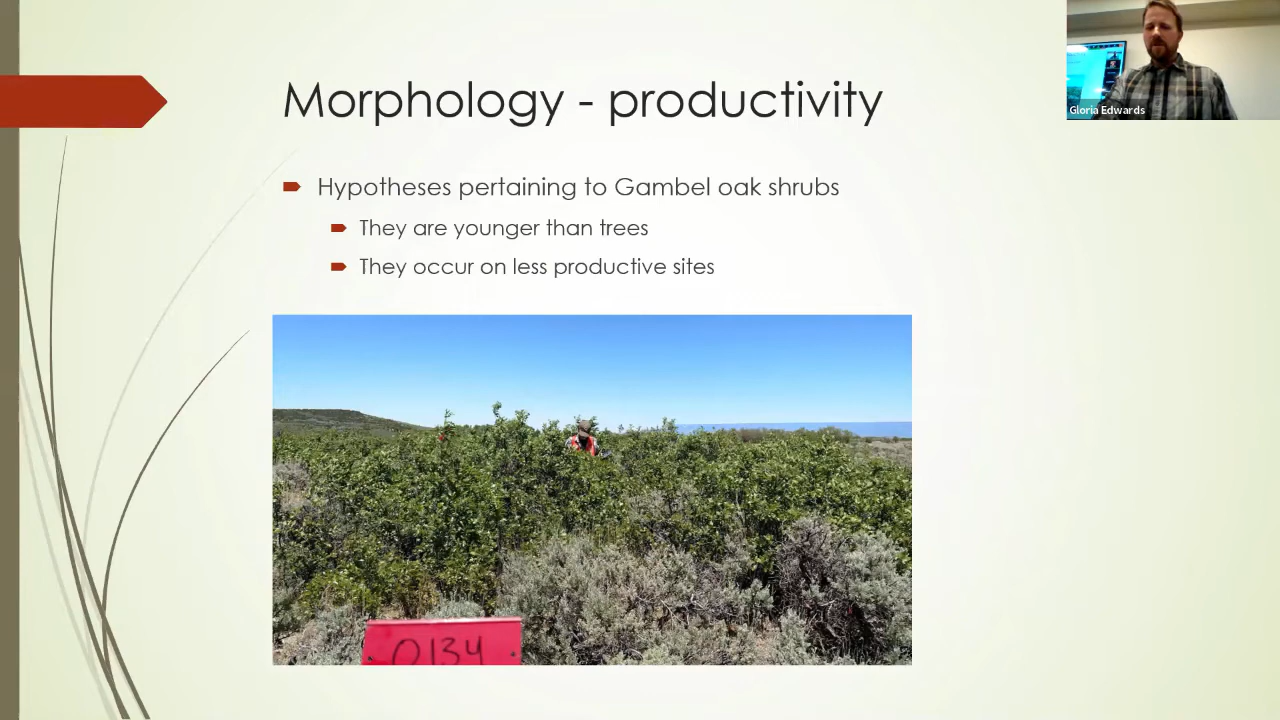 Morphology - productivity
Gloria Edwards
Hypotheses pertaining to Gambel oak shrubs
They are younger than trees
They occur on less productive sites
0134